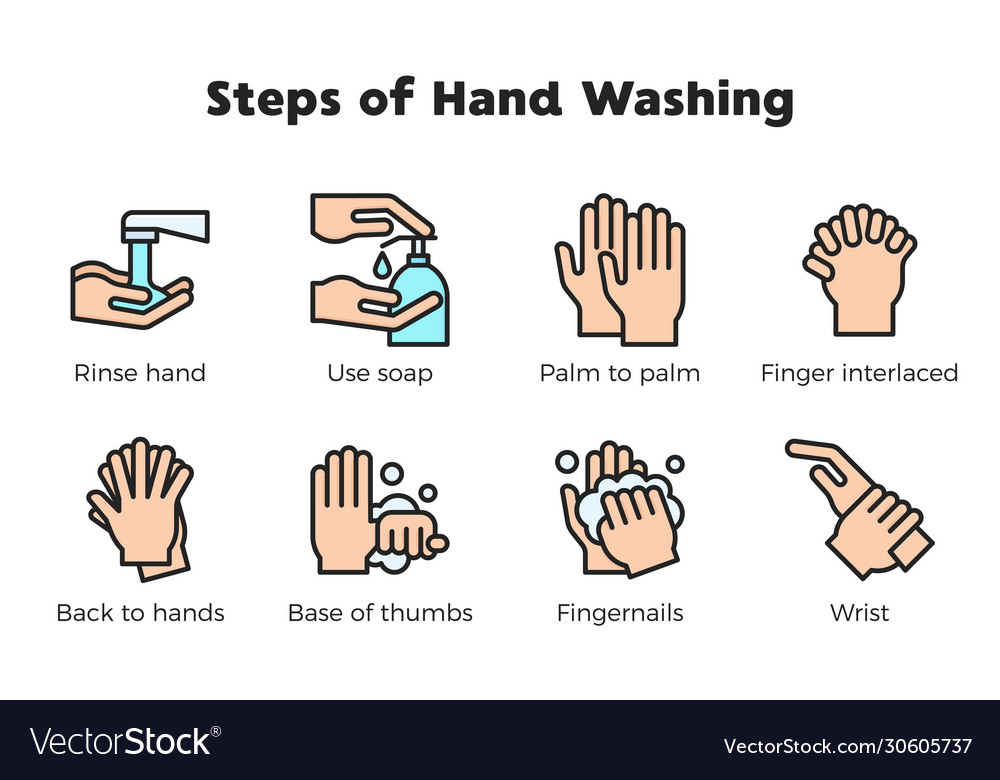 Steps of Hand Washing
Rinse hand
Use soap
Palm to palm
Finger interlaced
Back to hands
Base of thumbs
Fingernails
Wrist
VectorStock®
VectorStock.com/30605737